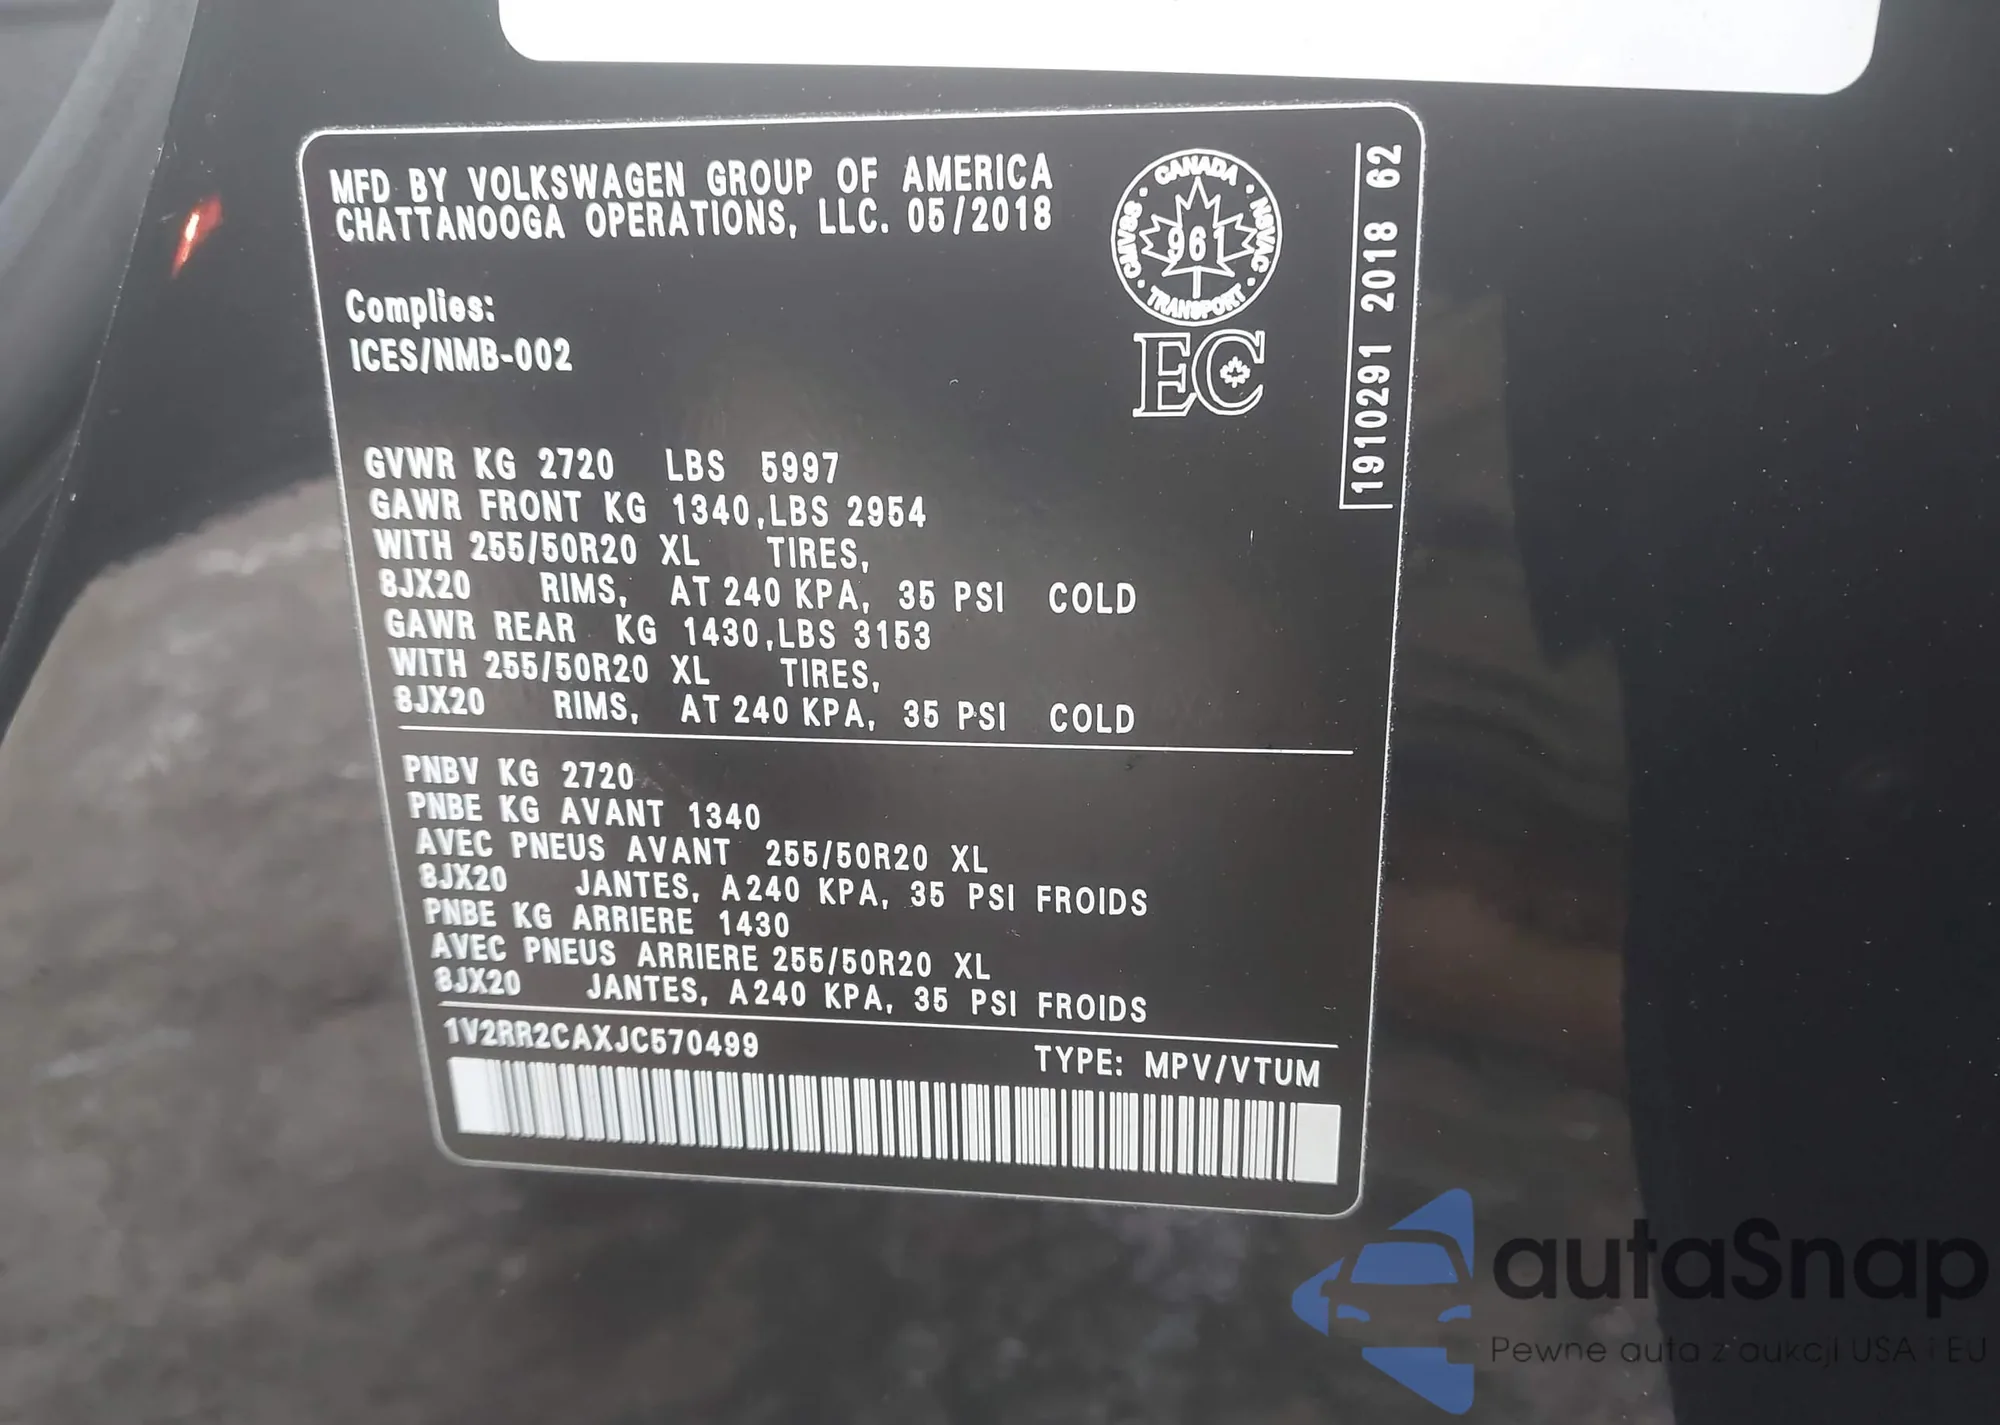 MFD BY VOLKSWAGEN GROUP OF AMERICA
CHATTANOOGA OPERATIONS, LLC. 05/2018
CANADA
CMBSS · NSVAC
961
TRANSPORT
EC
1910291 2018 62
Complies:
ICES/NMB-002
GVWR KG 2720 LBS 5997
GAWR FRONT KG 1340,LBS 2954
WITH 255/50R20 XL TIRES,
8JX20 RIMS, AT 240 KPA, 35 PSI COLD
GAWR REAR KG 1430,LBS 3153
WITH 255/50R20 XL TIRES,
8JX20 RIMS, AT 240 KPA, 35 PSI COLD
PNBV KG 2720
PNBE KG AVANT 1340
AVEC PNEUS AVANT 255/50R20 XL
8JX20 JANTES, A 240 KPA, 35 PSI FROIDS
PNBE KG ARRIERE 1430
AVEC PNEUS ARRIERE 255/50R20 XL
8JX20 JANTES, A 240 KPA, 35 PSI FROIDS
1V2RR2CAXJC570499
TYPE: MPV/VTUM
autaSnap
Pewne auta z aukcji USA i EU